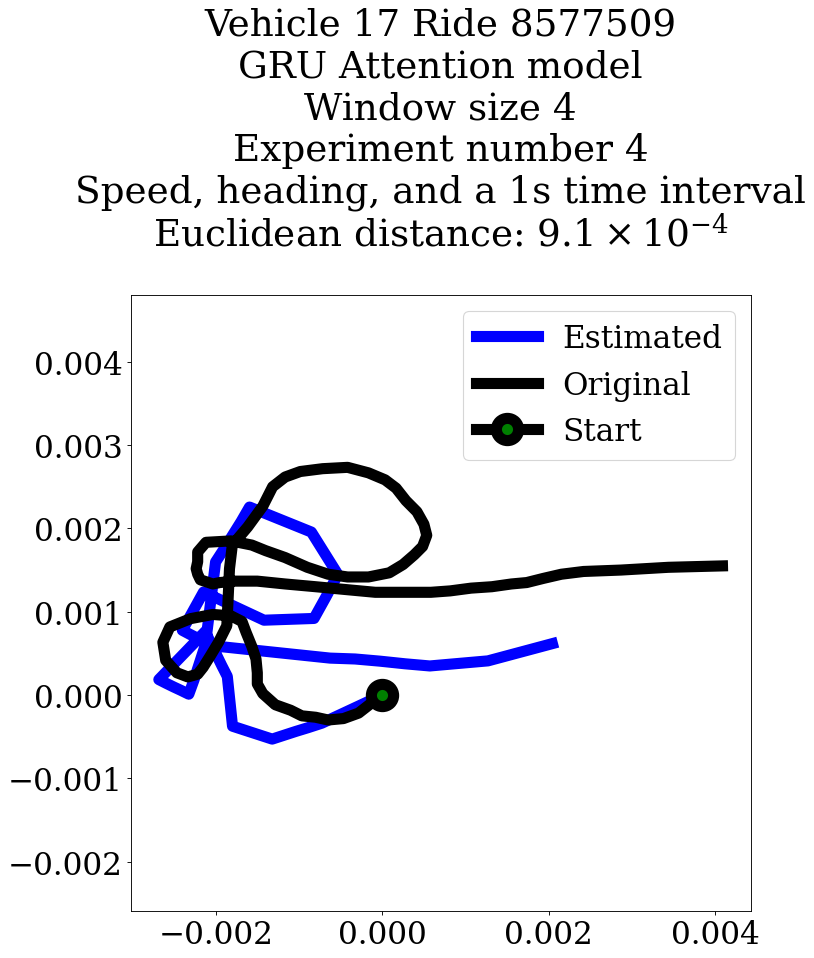 Vehicle 17 Ride 8577509
GRU Attention model
Window size 4
Experiment number 4
Speed, heading, and a 1s time interval
Euclidean distance: 9.1 × 10⁻⁴
Estimated
Original
Start
0.004
0.003
0.002
0.001
0.000
−0.001
−0.002
−0.002 0.000 0.002 0.004